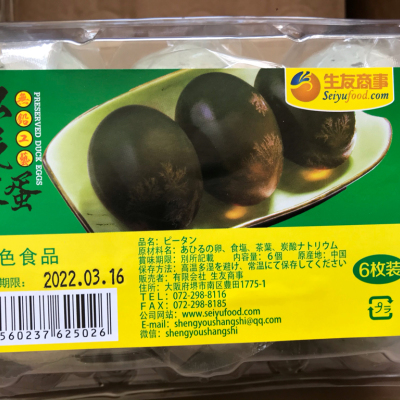 生友商事
Seiyufood.com
PRESERVED DUCK EGGS
蛋
色食品
期限: 2022.03.16
560237625026
品名: ピータン
原材料名: あひるの卵、食塩、茶葉、炭酸ナトリウム
賞味期限: 別所記載 内容量: 6個 原産地: 中国
保存方法: 高温多湿を避け、常温にて保存してください
販売者: 有限会社 生友商事
住所: 大阪府堺市南区豊田1775-1
TEL: 072-298-8116
FAX: 072-298-8185
公司网站: www.seiyufood.com
E-mail: shengyoushangshi@qq.com
微信: shengyoushangshi
6枚装
プラ